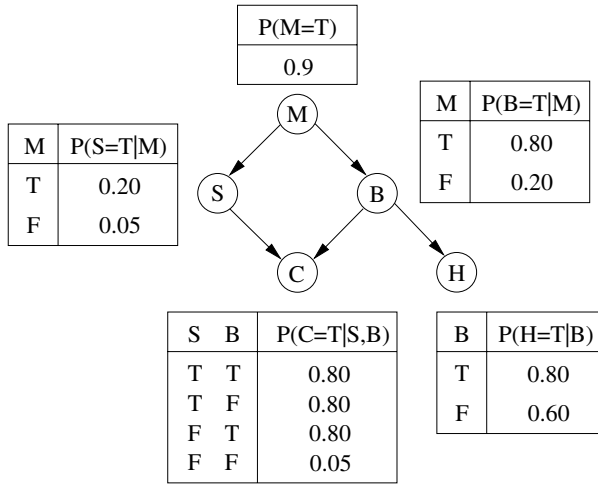 P(M=T)
0.9
M
M P(B=T|M)
T 0.80
F 0.20
M P(S=T|M)
T 0.20
F 0.05
S
B
C
H
S B P(C=T|S,B)
T T 0.80
T F 0.80
F T 0.80
F F 0.05
B P(H=T|B)
T 0.80
F 0.60